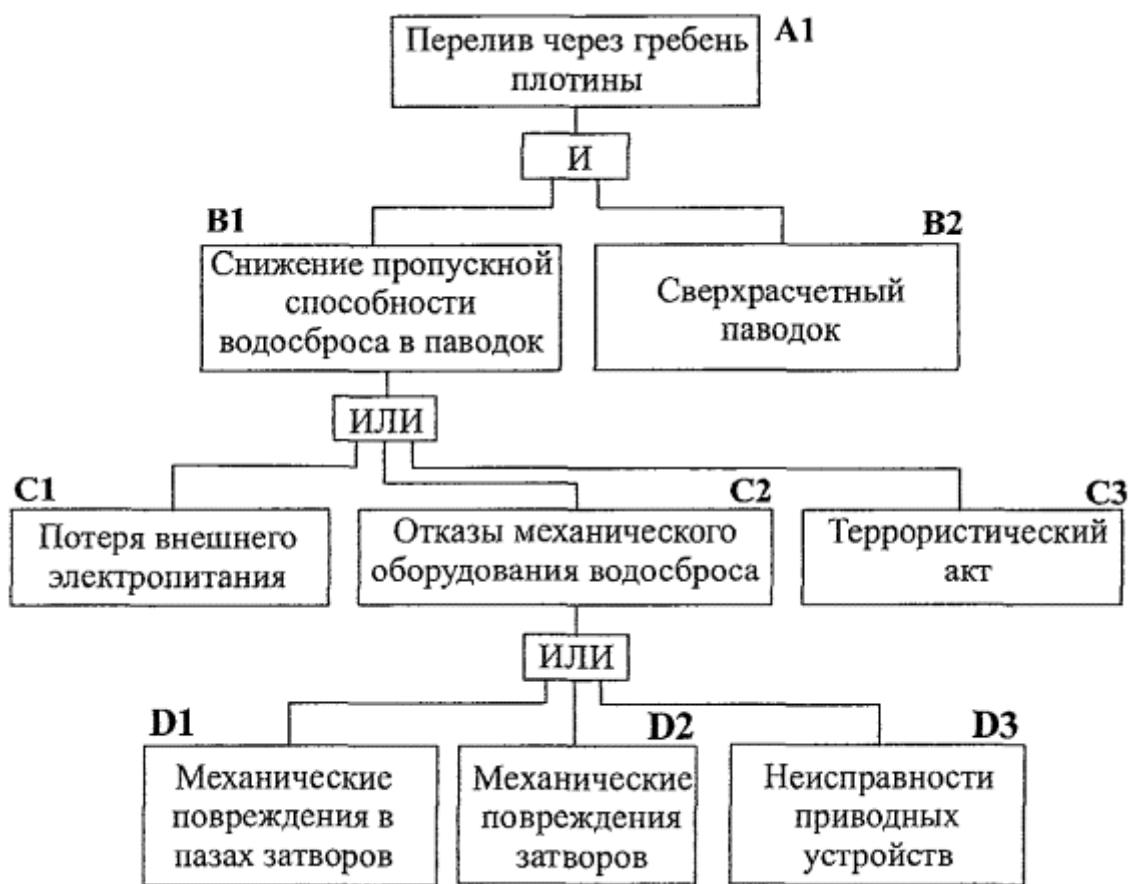 Перелив через гребень
плотины
A1
И
B1
Снижение пропускной
способности
водосброса в паводок
B2
Сверхрасчетный
паводок
ИЛИ
C1
Потеря внешнего
электропитания
C2
Отказы механического
оборудования водосброса
C3
Террористический
акт
ИЛИ
D1
Механические
повреждения в
пазах затворов
D2
Механические
повреждения
затворов
D3
Неисправности
приводных
устройств